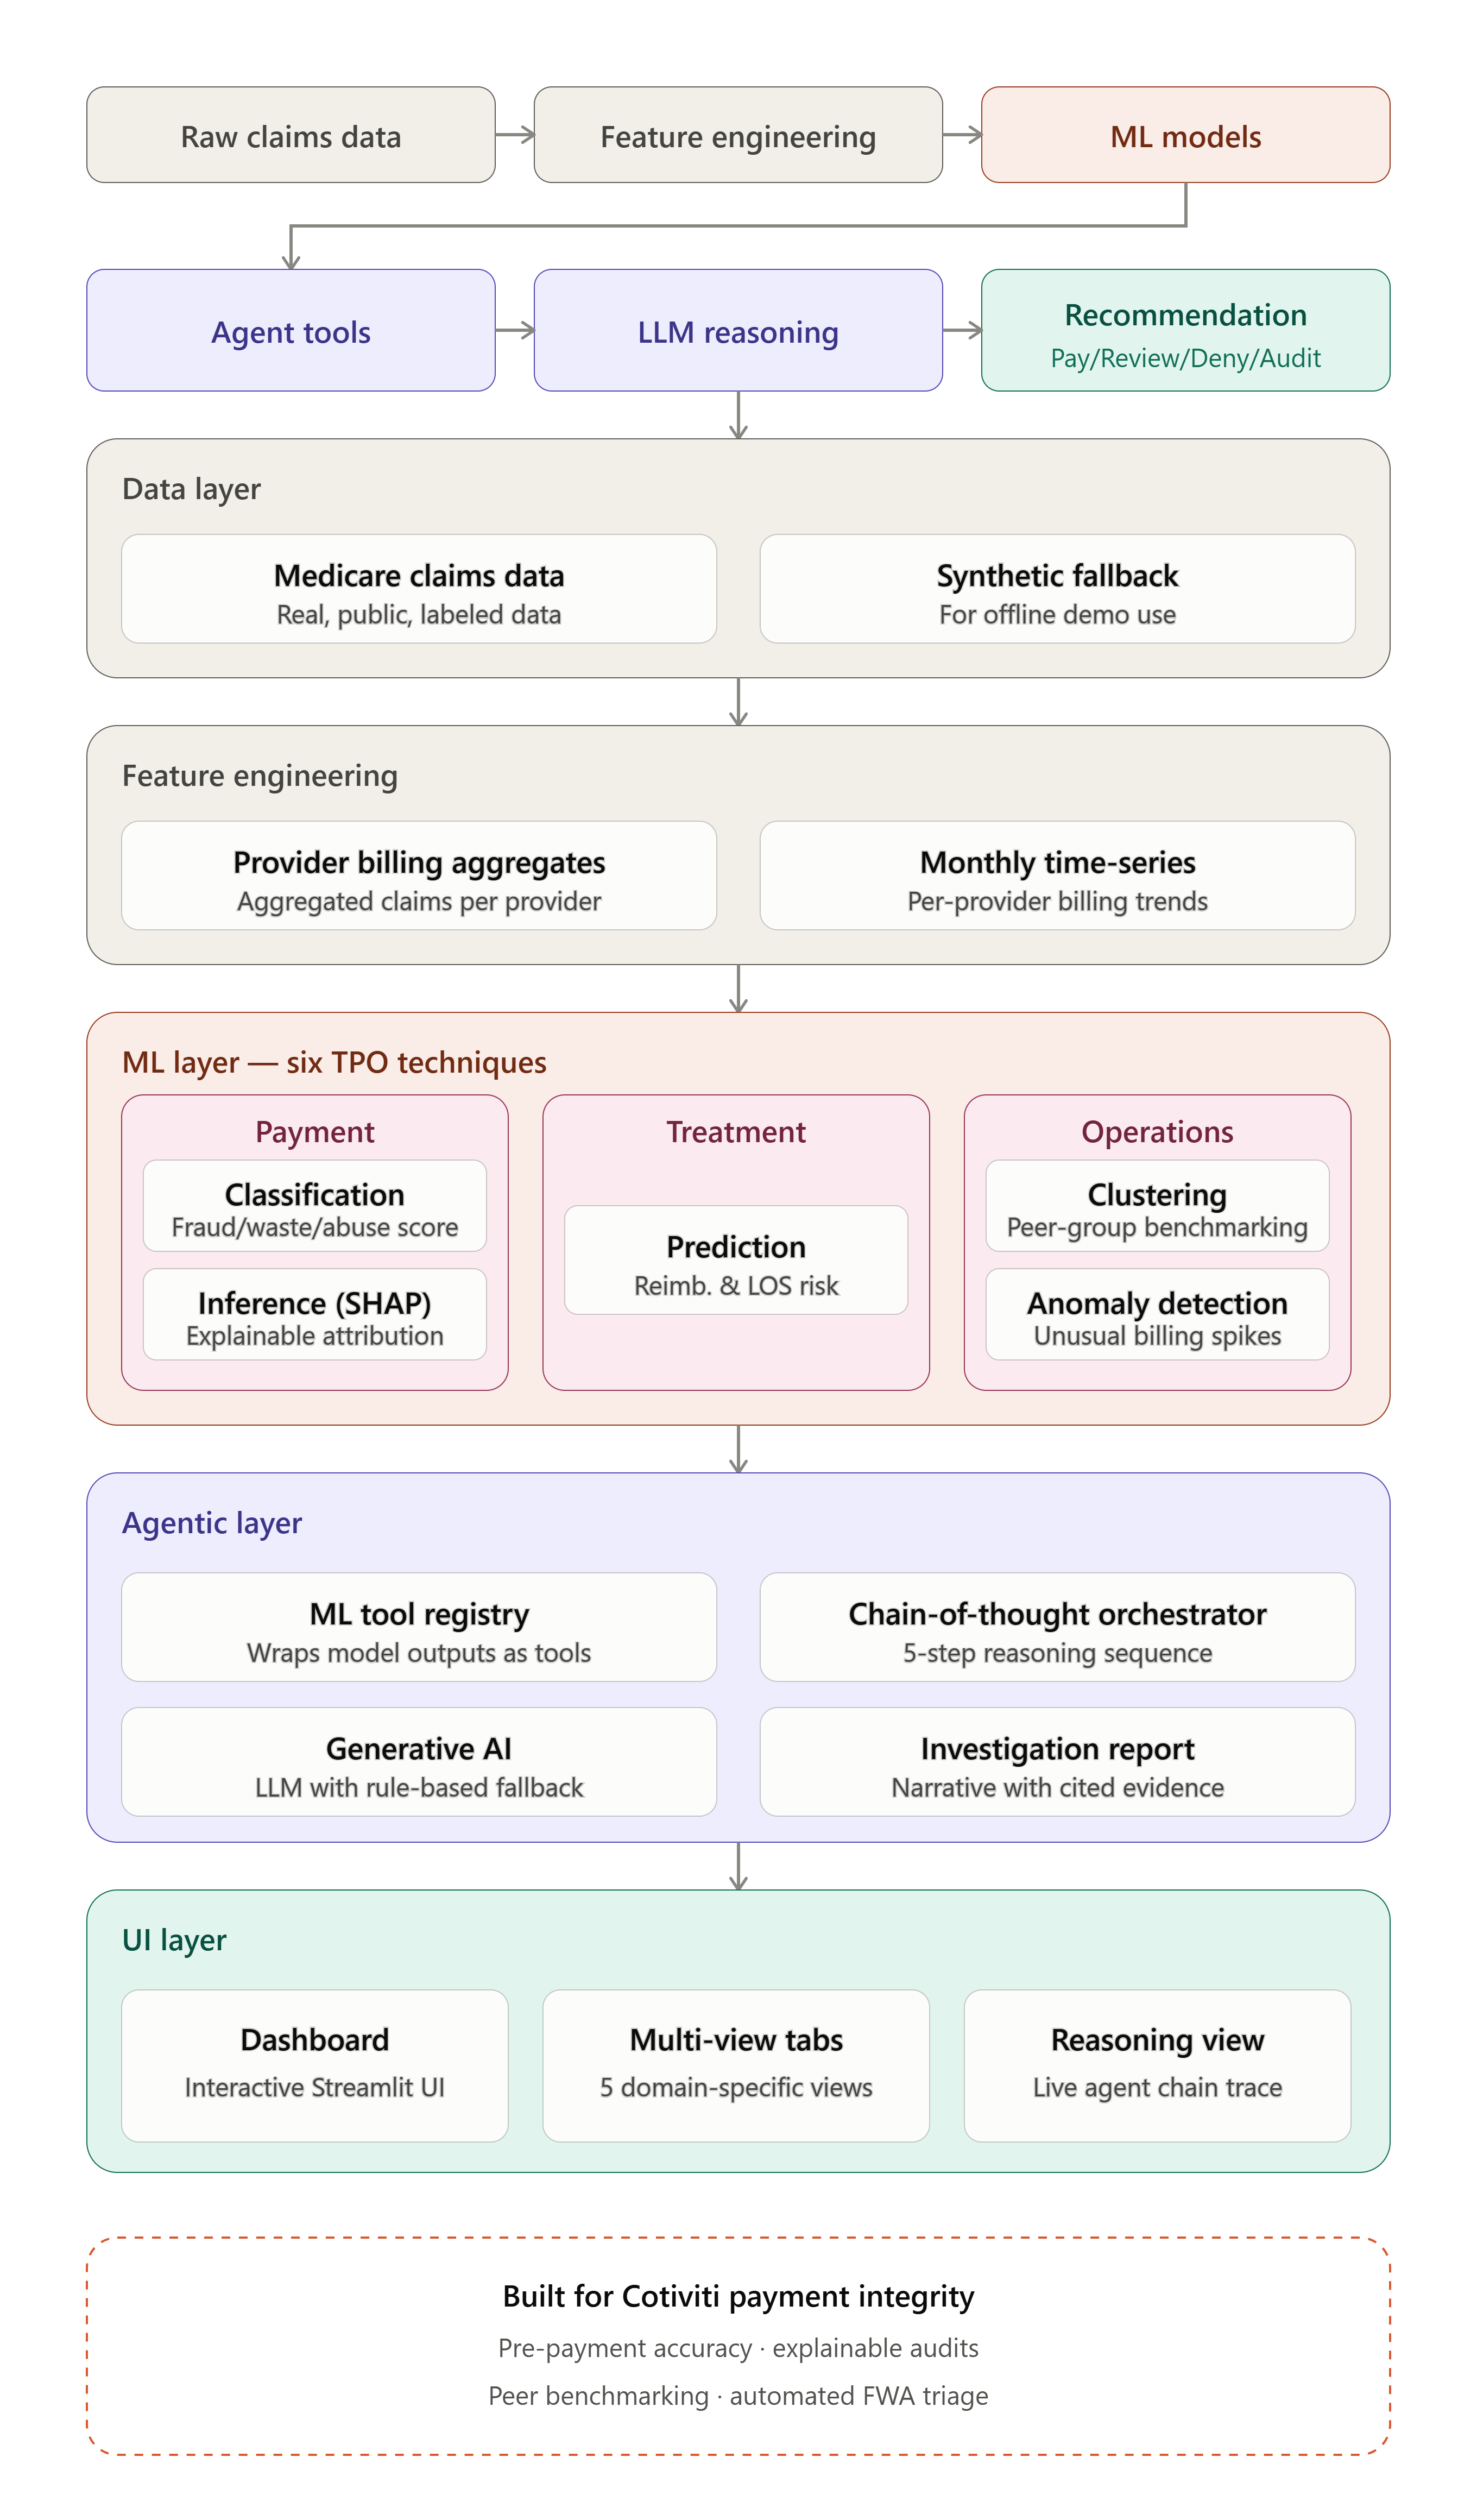 Raw claims data
Feature engineering
ML models
Agent tools
LLM reasoning
Recommendation
Pay/Review/Deny/Audit
Data layer
Medicare claims data
Real, public, labeled data
Synthetic fallback
For offline demo use
Feature engineering
Provider billing aggregates
Aggregated claims per provider
Monthly time-series
Per-provider billing trends
ML layer — six TPO techniques
Payment
Classification
Fraud/waste/abuse score
Inference (SHAP)
Explainable attribution
Treatment
Prediction
Reimb. & LOS risk
Operations
Clustering
Peer-group benchmarking
Anomaly detection
Unusual billing spikes
Agentic layer
ML tool registry
Wraps model outputs as tools
Chain-of-thought orchestrator
5-step reasoning sequence
Generative AI
LLM with rule-based fallback
Investigation report
Narrative with cited evidence
UI layer
Dashboard
Interactive Streamlit UI
Multi-view tabs
5 domain-specific views
Reasoning view
Live agent chain trace
Built for Cotiviti payment integrity
Pre-payment accuracy · explainable audits
Peer benchmarking · automated FWA triage